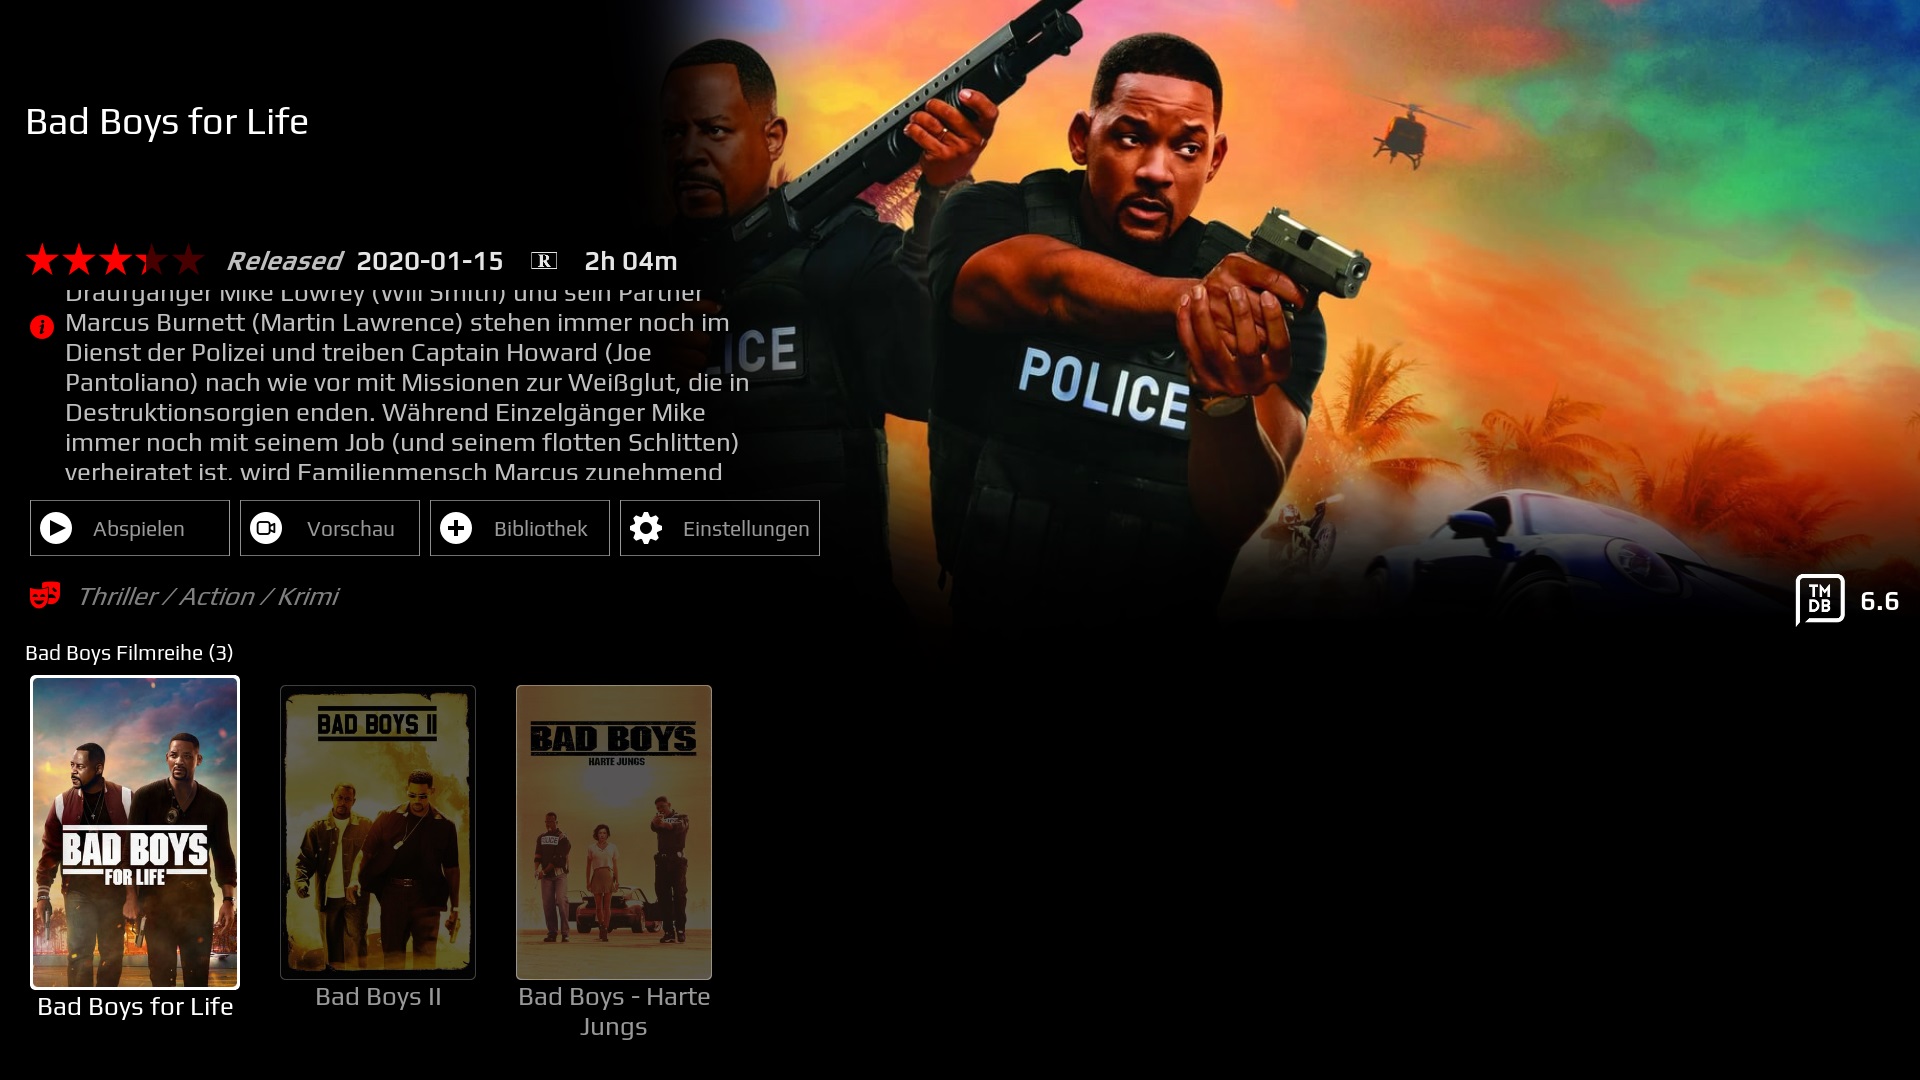 Bad Boys for Life
Released 2020-01-15 R 2h 04m
Draufgänger Mike Lowrey (Will Smith) und sein Partner
Marcus Burnett (Martin Lawrence) stehen immer noch im
Dienst der Polizei und treiben Captain Howard (Joe
Pantoliano) nach wie vor mit Missionen zur Weißglut, die in
Destruktionsorgien enden. Während Einzelgänger Mike
immer noch mit seinem Job (und seinem flotten Schlitten)
verheiratet ist, wird Familienmensch Marcus zunehmend
ICE
POLICE
Abspielen
Vorschau
Bibliothek
Einstellungen
Thriller / Action / Krimi
TM
DB
6.6
Bad Boys Filmreihe (3)
BAD BOYS
FOR LIFE
BAD BOYS II
BAD BOYS
HARTE JUNGS
Bad Boys for Life
Bad Boys II
Bad Boys - Harte
Jungs